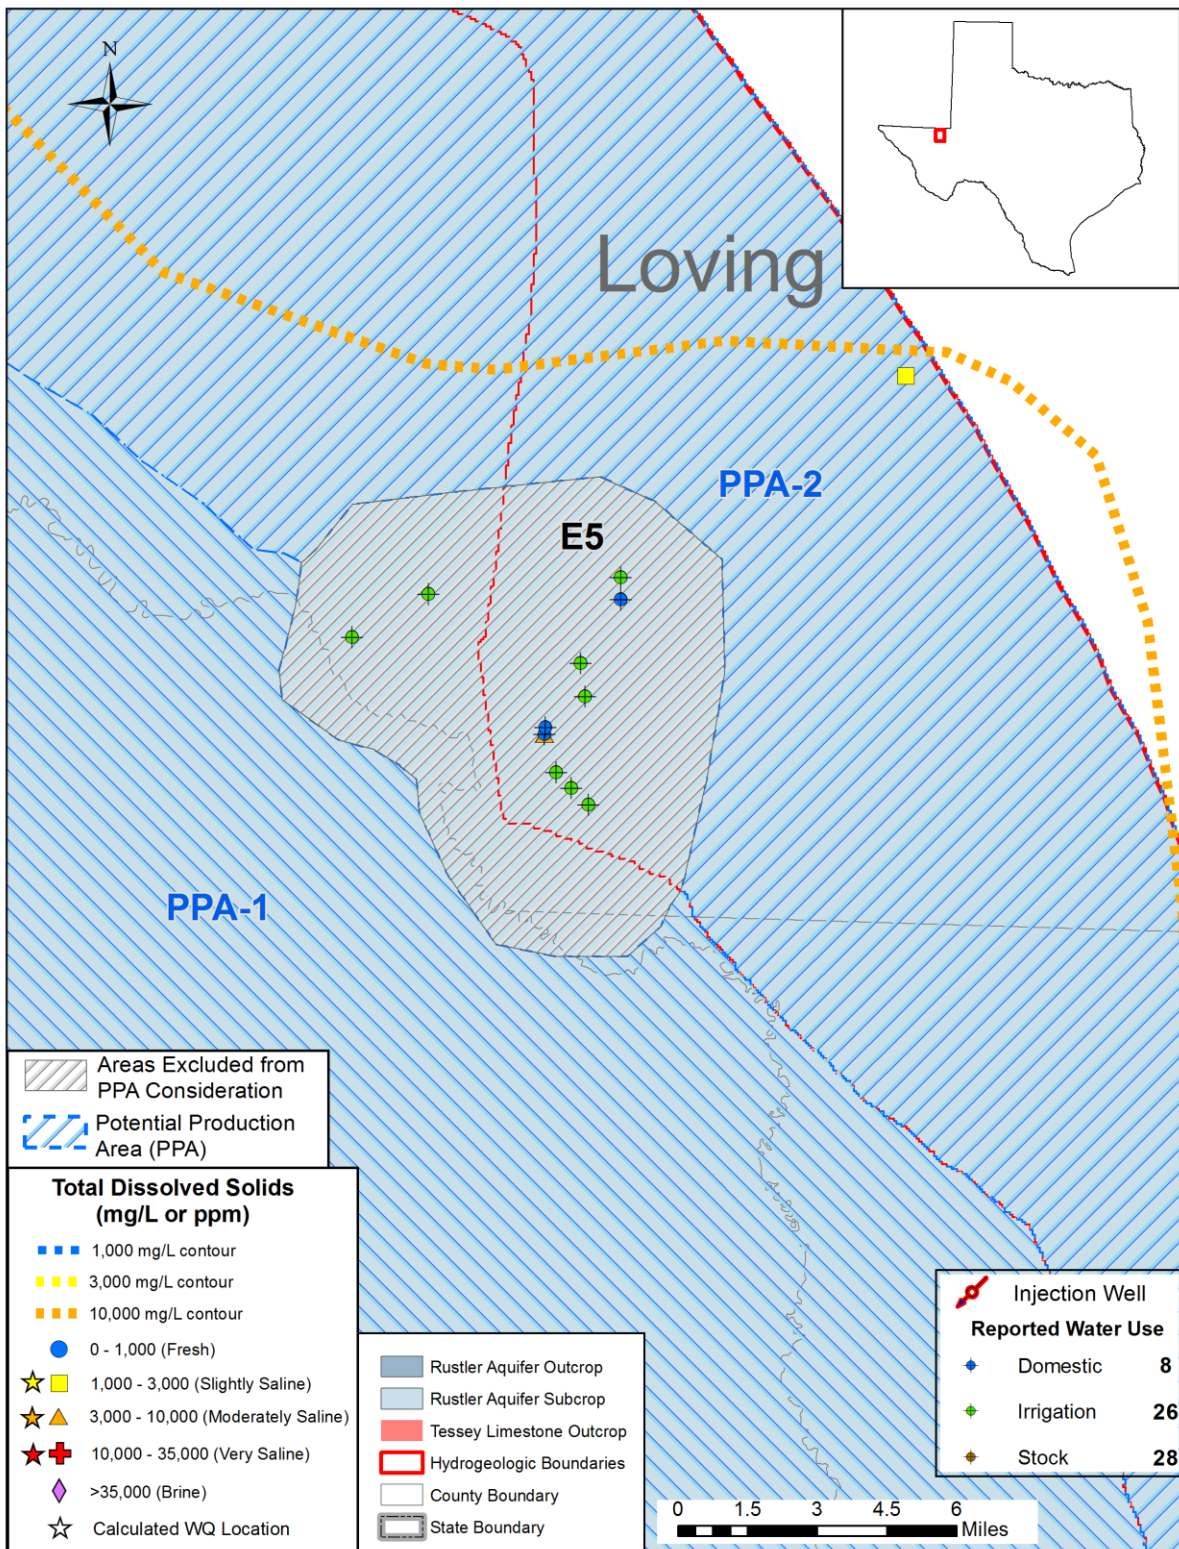 N
Loving
PPA-2
E5
PPA-1
Areas Excluded from
PPA Consideration
Potential Production
Area (PPA)
Total Dissolved Solids
(mg/L or ppm)
1,000 mg/L contour
3,000 mg/L contour
10,000 mg/L contour
0 - 1,000 (Fresh)
1,000 - 3,000 (Slightly Saline)
3,000 - 10,000 (Moderately Saline)
10,000 - 35,000 (Very Saline)
>35,000 (Brine)
Calculated WQ Location
Rustler Aquifer Outcrop
Rustler Aquifer Subcrop
Tessey Limestone Outcrop
Hydrogeologic Boundaries
County Boundary
State Boundary
Injection Well
Reported Water Use
Domestic 8
Irrigation 26
Stock 28
0 1.5 3 4.5 6
Miles